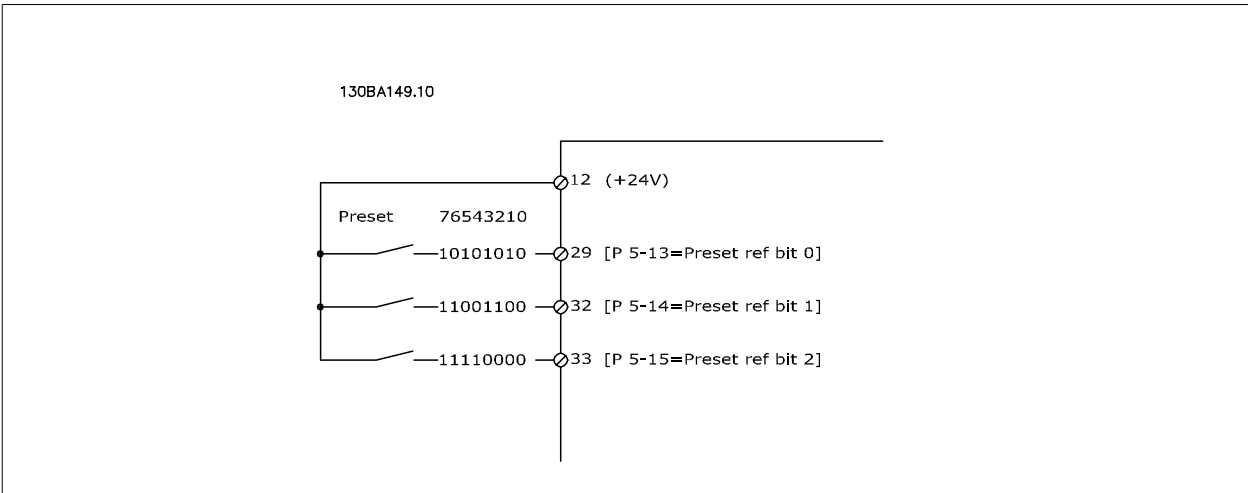 130BA149.10
12 (+24V)
Preset 76543210
10101010 29 [P 5-13=Preset ref bit 0]
11001100 32 [P 5-14=Preset ref bit 1]
11110000 33 [P 5-15=Preset ref bit 2]